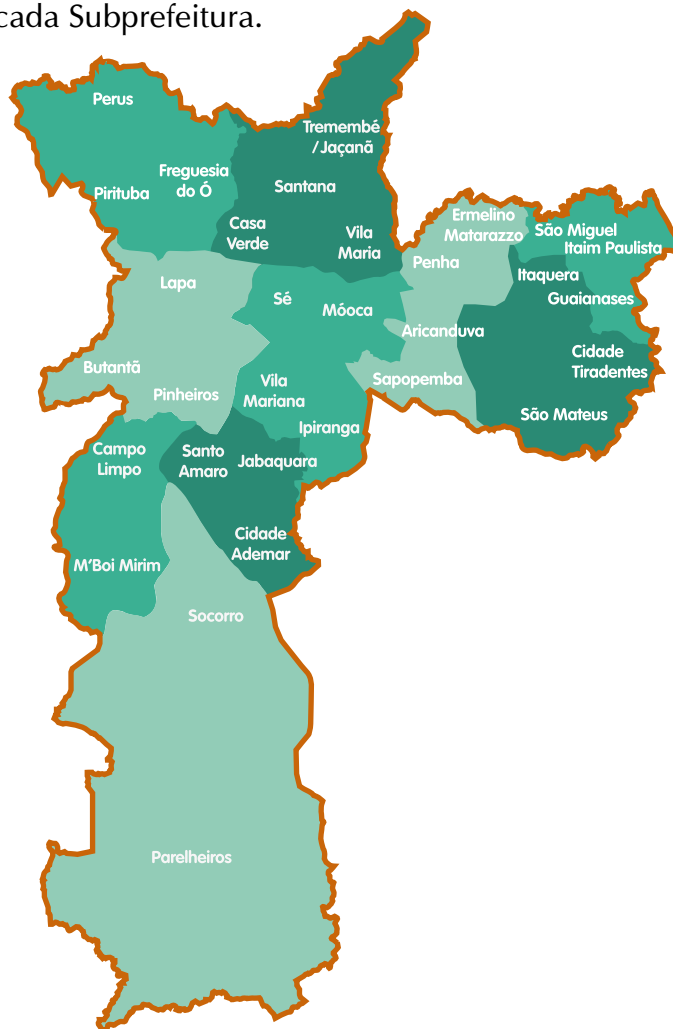 cada Subprefeitura.
Perus
Tremembé
/Jaçanã
Freguesia
do Ó
Pirituba
Santana
Casa
Verde
Vila
Maria
Ermelino
Matarazzo
São Miguel
Itaim Paulista
Penha
Itaquera
Guaianases
Lapa
Sé
Móoca
Aricanduva
Cidade
Tiradentes
Butantã
Pinheiros
Vila
Mariana
Sapopemba
São Mateus
Ipiranga
Campo
Limpo
Santo
Amaro
Jabaquara
Cidade
Ademar
M'Boi Mirim
Socorro
Parelheiros